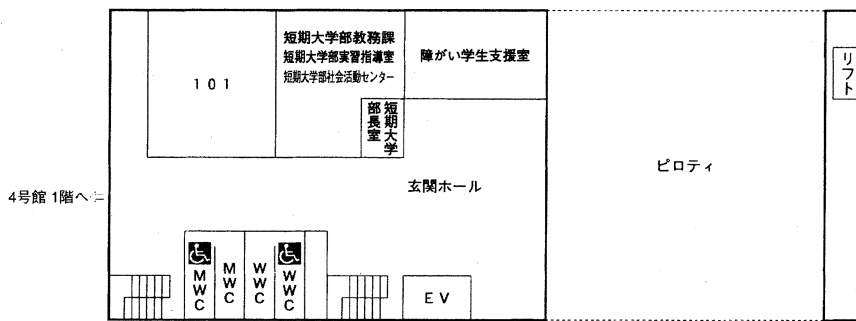 短期大学部教務課
短期大学部実習指導室
短期大学部社会活動センター
障がい学生支援室
101
リフト
短期大学
部長室
ピロティ
玄関ホール
4号館 1階へ
MWC
MWC
WWC
WWC
EV